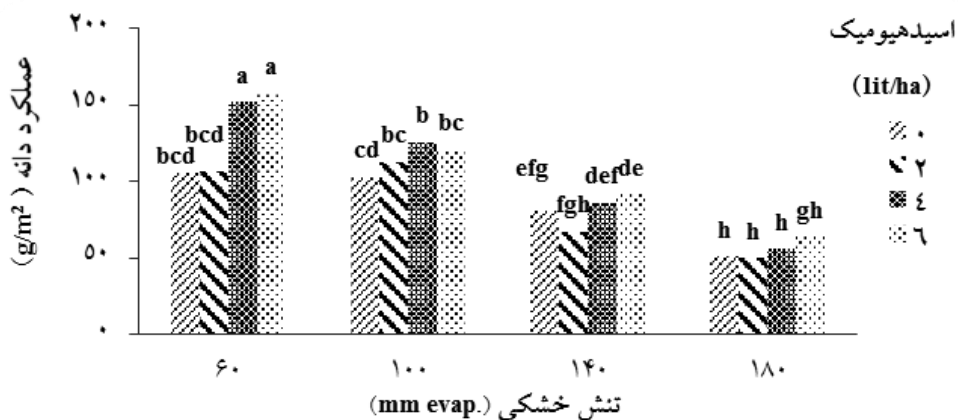 عملکرد دانه (g/m²)
۲۰۰
۱۵۰
۱۰۰
۵۰
۰
bcd bcd a a
cd bc b bc
efg fgh def de
h h h gh
۶۰ ۱۰۰ ۱۴۰ ۱۸۰
تنش خشکی (mm evap.)
اسیدهیومیک
(lit/ha)
۰
۲
٤
٦